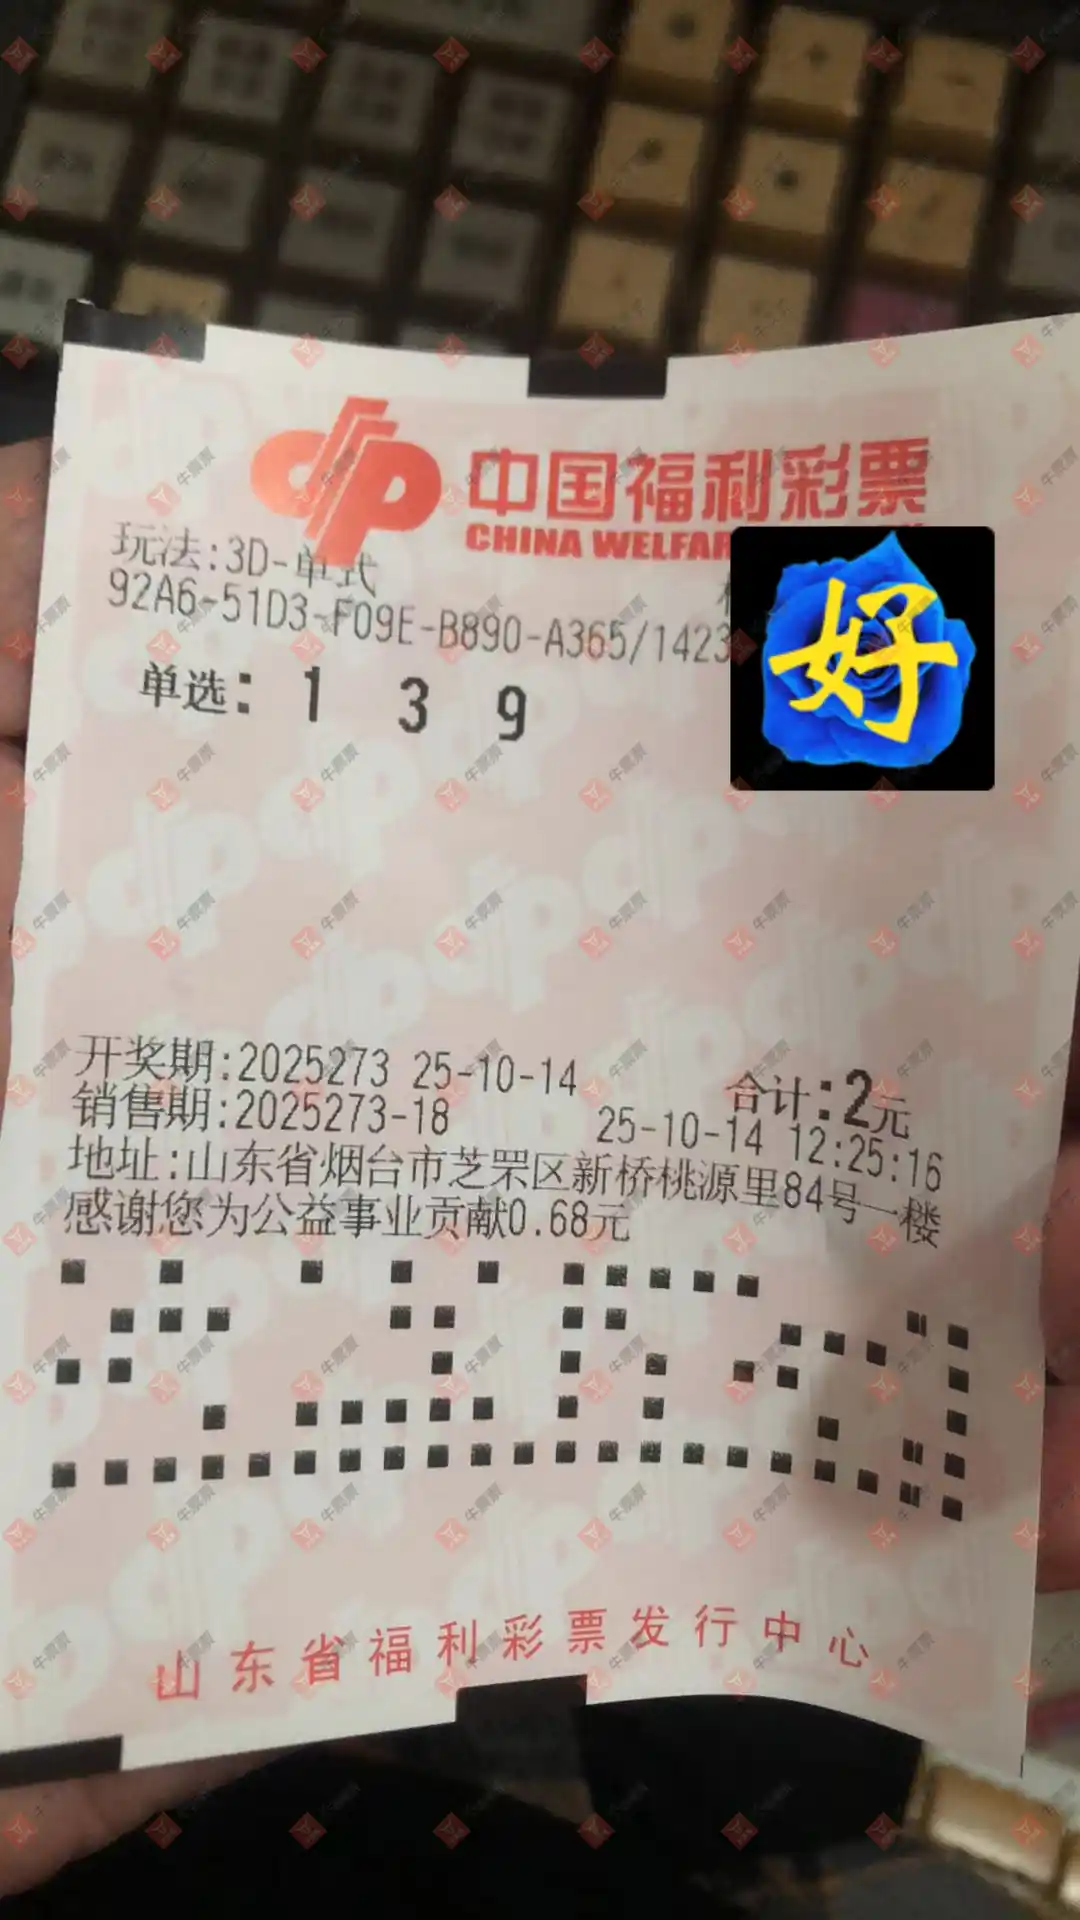 中国福利彩票
CHINA WELFAR
玩法:3D-单式
92A6-51D3-F09E-B890-A365/1423
好
单选: 1 3 9
开奖期:2025273 25-10-14
合计:2元
销售期:2025273-18 25-10-14 12:25:16
地址:山东省烟台市芝罘区新桥桃源里84号一楼
感谢您为公益事业贡献0.68元
山东省福利彩票发行中心
牛票票